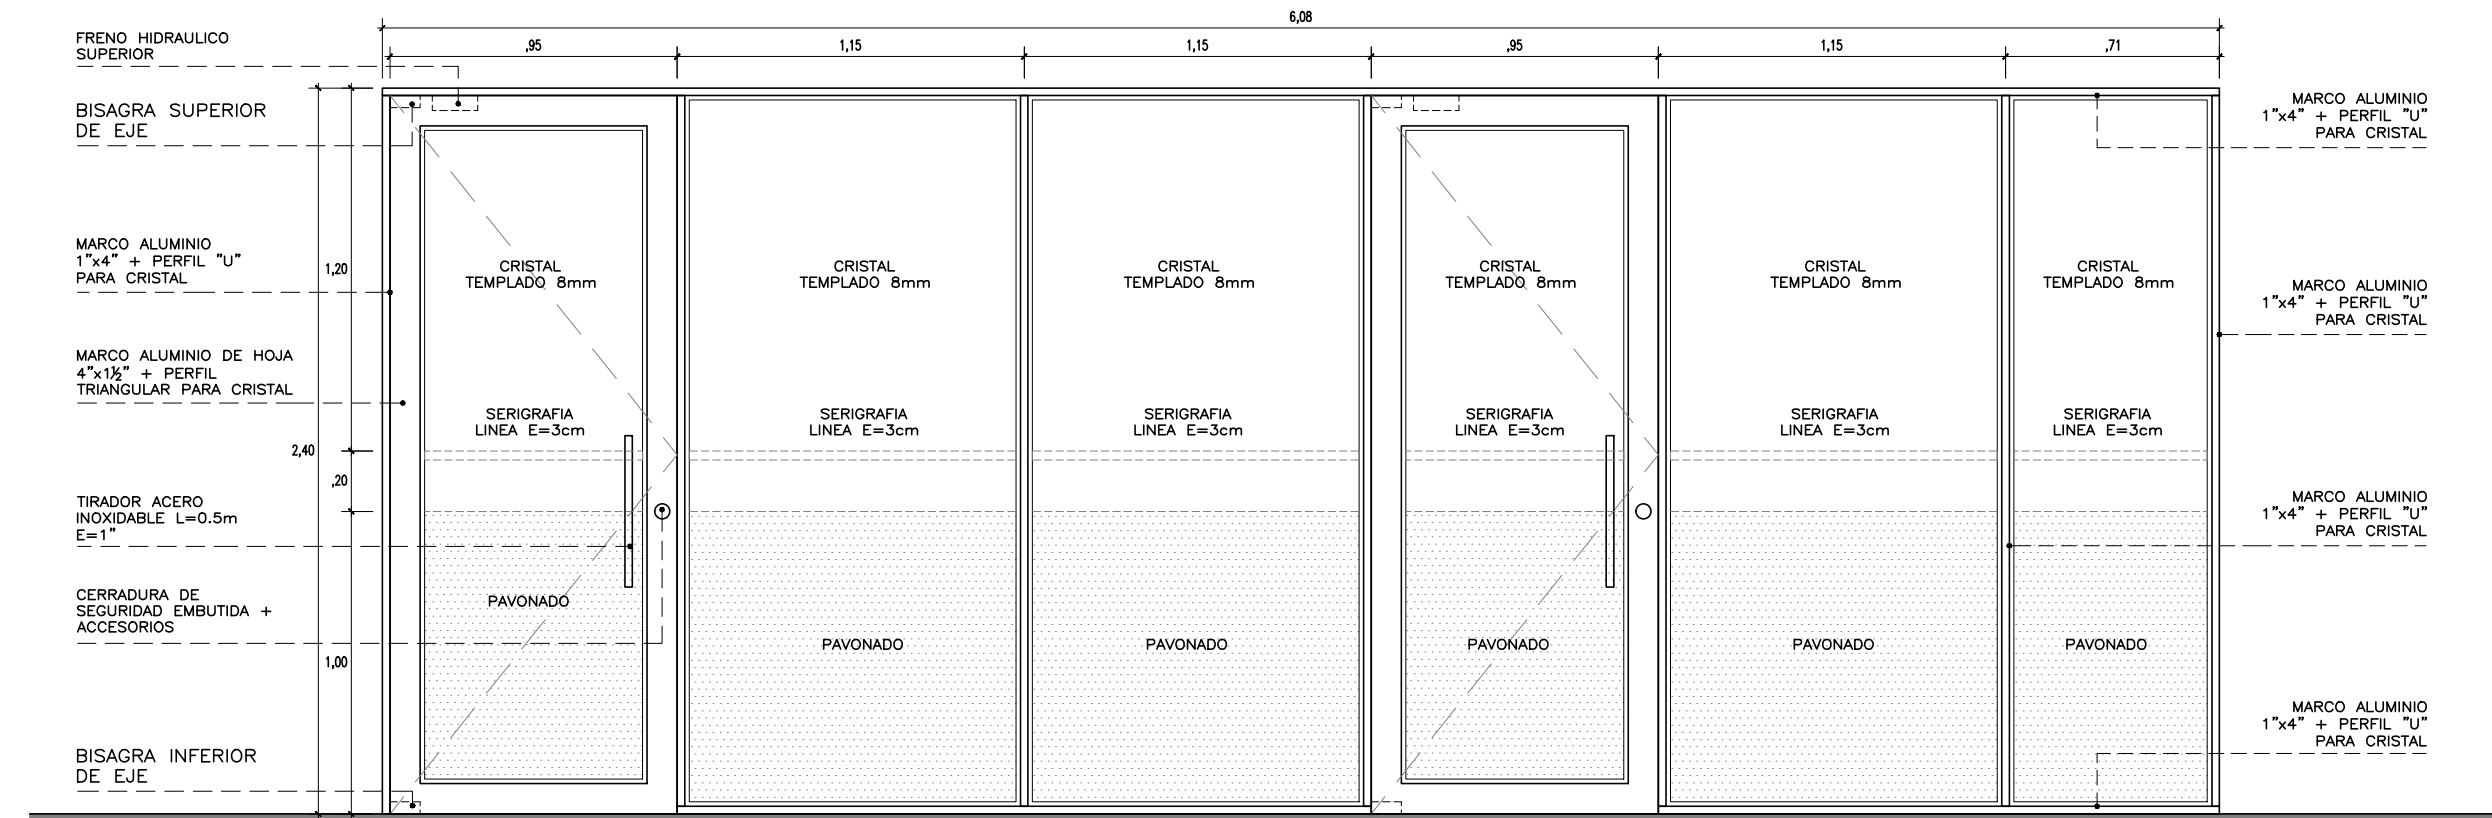 6,08
,95
1,15
1,15
,95
1,15
,71
FRENO HIDRAULICO
SUPERIOR
BISAGRA SUPERIOR
DE EJE
MARCO ALUMINIO
1"x4" + PERFIL "U"
PARA CRISTAL
MARCO ALUMINIO DE HOJA
4"x1½" + PERFIL
TRIANGULAR PARA CRISTAL
TIRADOR ACERO
INOXIDABLE L=0.5m
E=1"
CERRADURA DE
SEGURIDAD EMBUTIDA +
ACCESORIOS
BISAGRA INFERIOR
DE EJE
2,40
1,20
,20
1,00
CRISTAL
TEMPLADO 8mm
SERIGRAFIA
LINEA E=3cm
PAVONADO
CRISTAL
TEMPLADO 8mm
SERIGRAFIA
LINEA E=3cm
PAVONADO
CRISTAL
TEMPLADO 8mm
SERIGRAFIA
LINEA E=3cm
PAVONADO
CRISTAL
TEMPLADO 8mm
SERIGRAFIA
LINEA E=3cm
PAVONADO
CRISTAL
TEMPLADO 8mm
SERIGRAFIA
LINEA E=3cm
PAVONADO
CRISTAL
TEMPLADO 8mm
SERIGRAFIA
LINEA E=3cm
PAVONADO
MARCO ALUMINIO
1"x4" + PERFIL "U"
PARA CRISTAL
MARCO ALUMINIO
1"x4" + PERFIL "U"
PARA CRISTAL
MARCO ALUMINIO
1"x4" + PERFIL "U"
PARA CRISTAL
MARCO ALUMINIO
1"x4" + PERFIL "U"
PARA CRISTAL